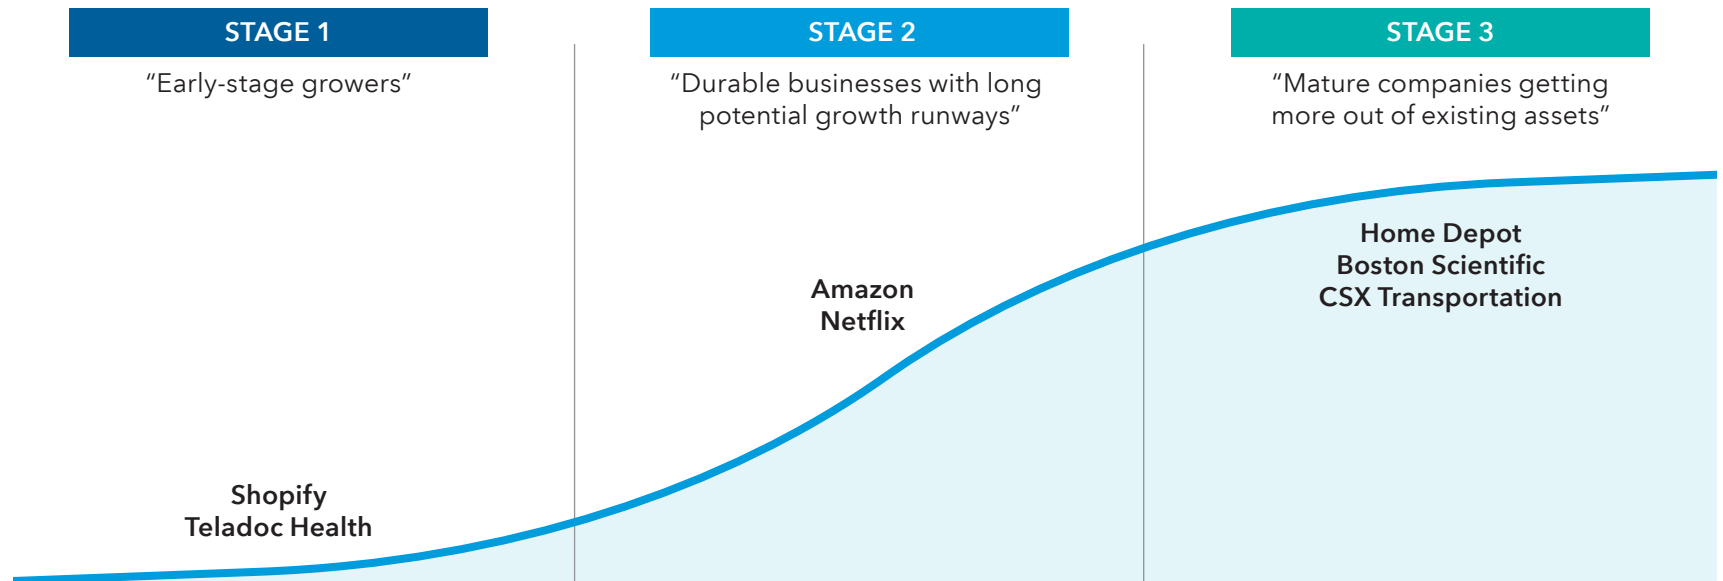 STAGE 1
“Early-stage growers”
STAGE 2
“Durable businesses with long
potential growth runways”
STAGE 3
“Mature companies getting
more out of existing assets”
Shopify
Teladoc Health
Amazon
Netflix
Home Depot
Boston Scientific
CSX Transportation